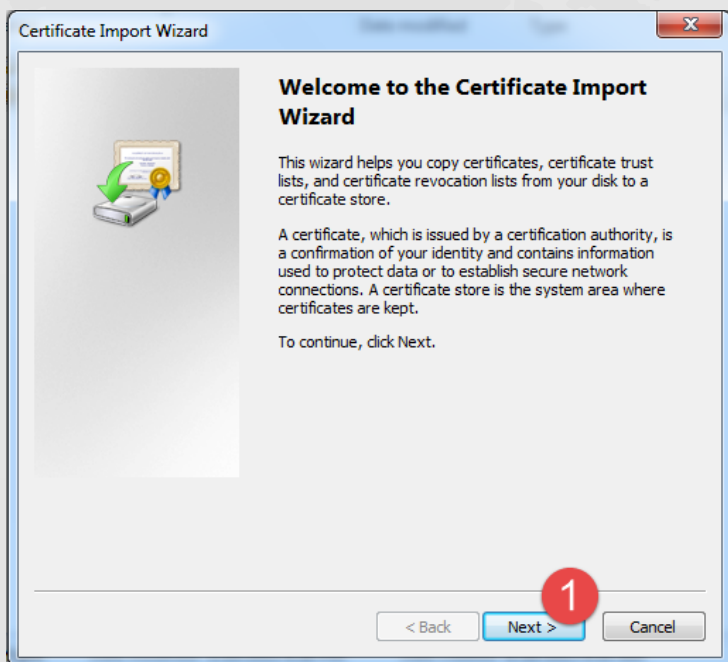 Certificate Import Wizard
Date modified
Type
Welcome to the Certificate Import
Wizard
This wizard helps you copy certificates, certificate trust
lists, and certificate revocation lists from your disk to a
certificate store.
A certificate, which is issued by a certification authority, is
a confirmation of your identity and contains information
used to protect data or to establish secure network
connections. A certificate store is the system area where
certificates are kept.
To continue, click Next.
1
< Back
Next >
Cancel